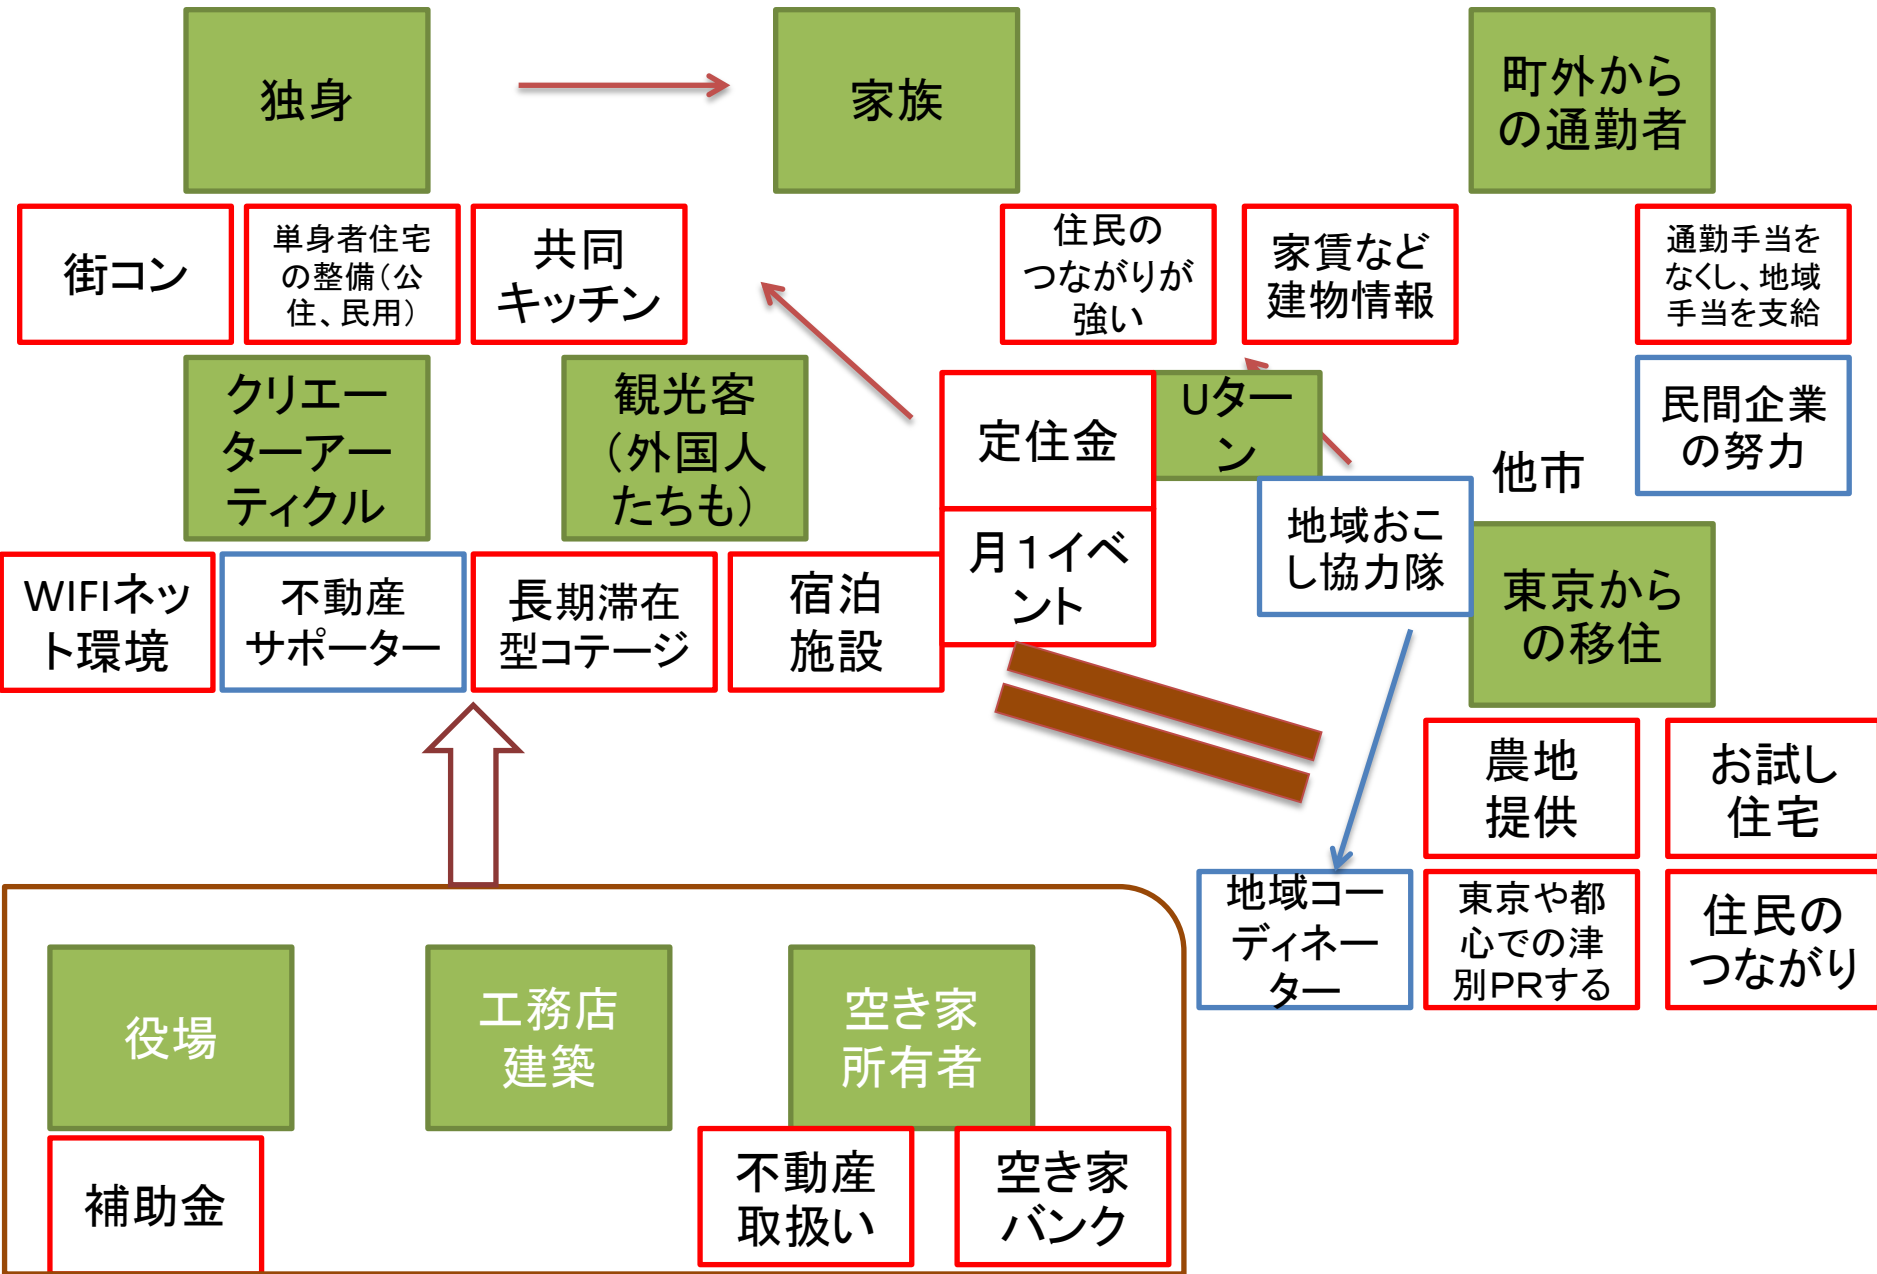 独身
家族
町外から
の通勤者
街コン
単身者住宅
の整備（公
住、民用）
共同
キッチン
住民の
つながりが
強い
家賃など
建物情報
通勤手当を
なくし、地域
手当を支給
クリエー
ターアー
ティクル
観光客
（外国人
たちも）
定住金
Uター
ン
他市
民間企業
の努力
月１イベ
ント
地域おこ
し協力隊
東京から
の移住
WIFIネッ
ト環境
不動産
サポーター
長期滞在
型コテージ
宿泊
施設
農地
提供
お試し
住宅
地域コー
ディネー
ター
東京や都
心での津
別PRする
住民の
つながり
役場
工務店
建築
空き家
所有者
補助金
不動産
取扱い
空き家
バンク